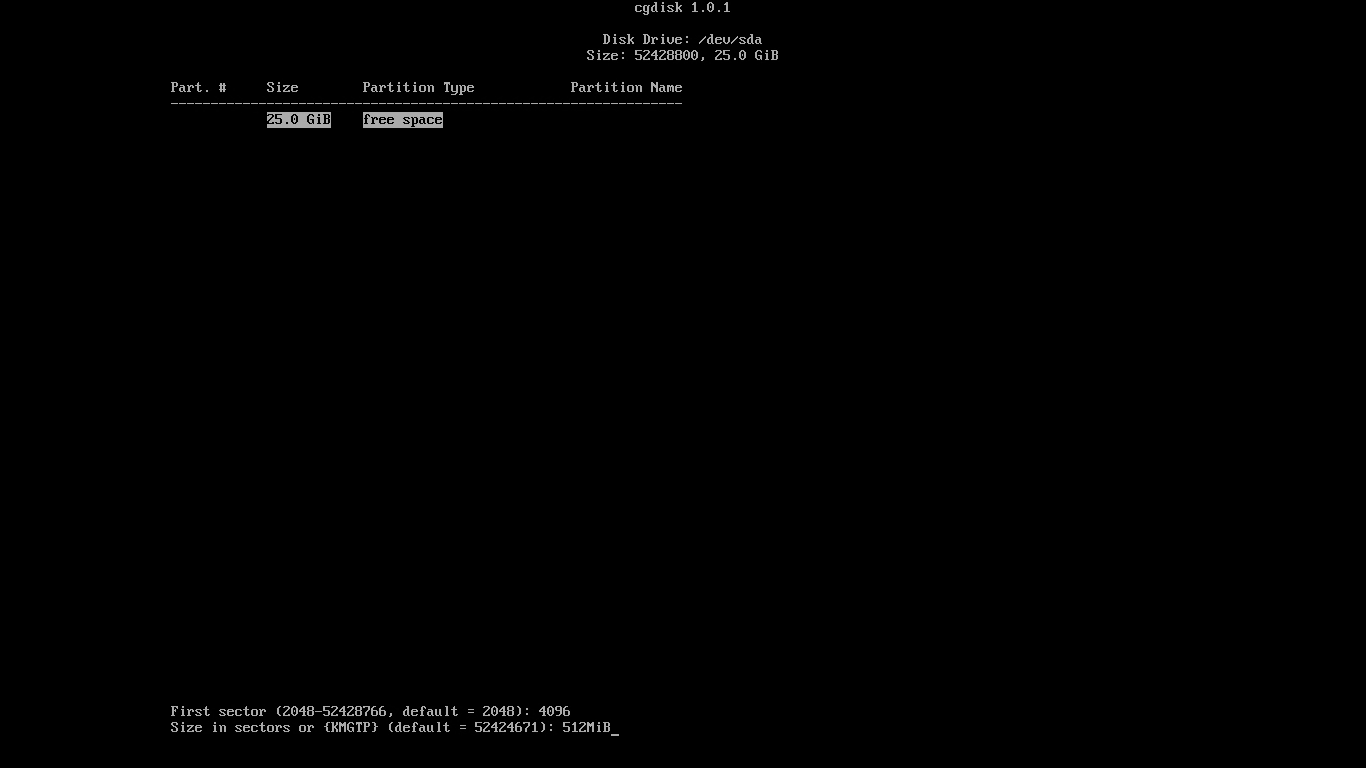 cgdisk 1.0.1
Disk Drive: /dev/sda
Size: 52428800, 25.0 GiB
Part. # Size Partition Type Partition Name
----------------------------------------------------------------
25.0 GiB free space
First sector (2048-52428766, default = 2048): 4096
Size in sectors or {KMGTP} (default = 52424671): 512MiB_